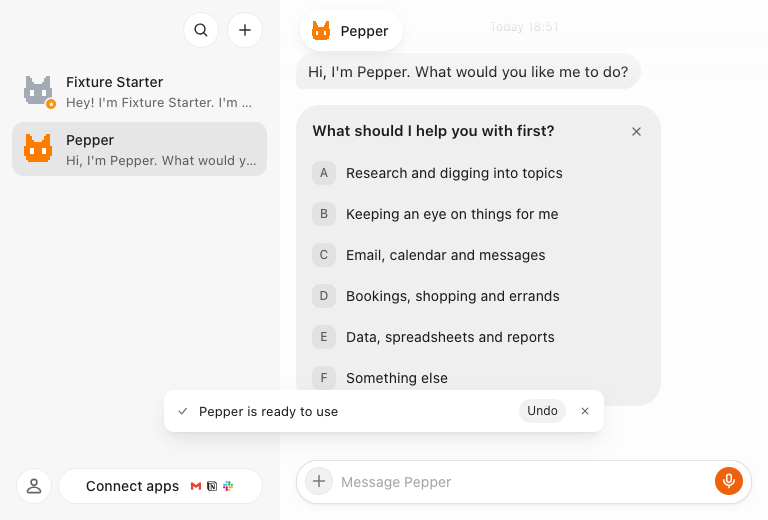 Fixture Starter
Hey! I'm Fixture Starter. I'm ...
Pepper
Hi, I'm Pepper. What would y...
Connect apps
Pepper
Today 18:51
Hi, I'm Pepper. What would you like me to do?
What should I help you with first?
A Research and digging into topics
B Keeping an eye on things for me
C Email, calendar and messages
D Bookings, shopping and errands
E Data, spreadsheets and reports
F Something else
Pepper is ready to use Undo
Message Pepper